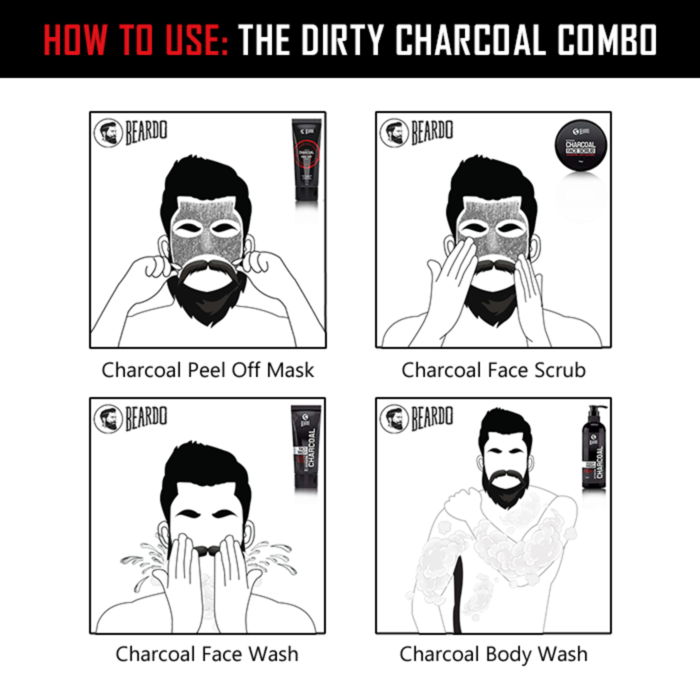 HOW TO USE: THE DIRTY CHARCOAL COMBO
BEARDO
BEARDO
CHARCOAL
FACE SCRUB
Charcoal Peel Off Mask
Charcoal Face Scrub
BEARDO
CHARCOAL
BEARDO
CHARCOAL
Charcoal Face Wash
Charcoal Body Wash